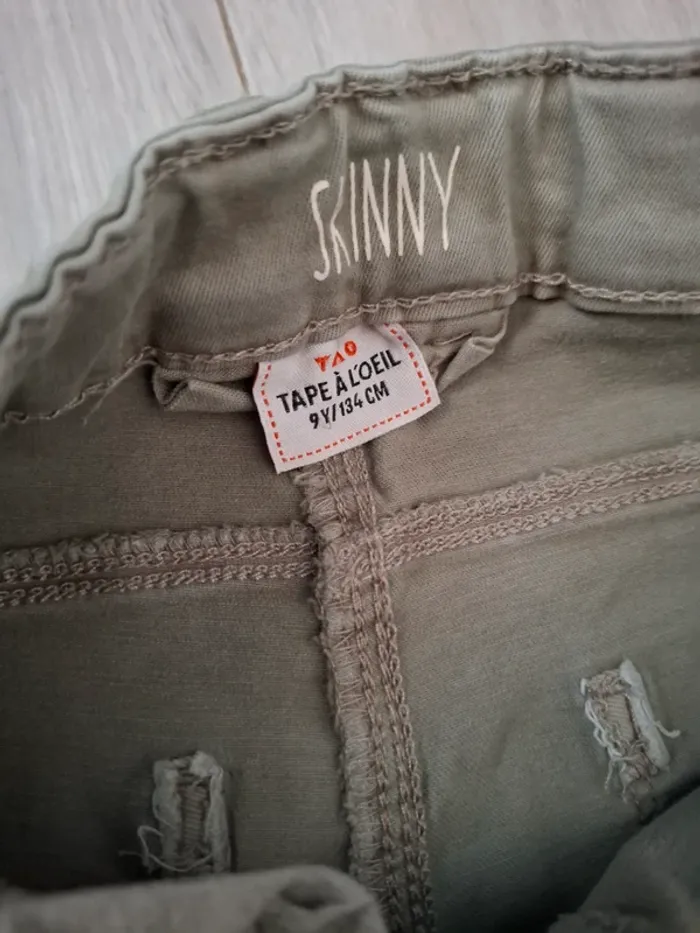 SKINNY
TAO
TAPE À L'OEIL
9Y/134 CM